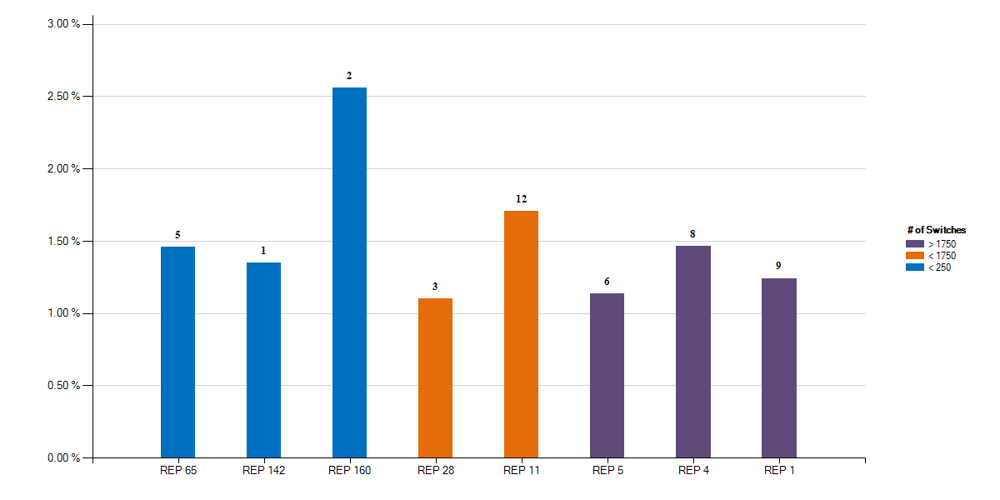 3.00 %
2.50 %
2.00 %
1.50 %
1.00 %
0.50 %
0.00 %
5
1
2
3
12
6
8
9
REP 65
REP 142
REP 160
REP 28
REP 11
REP 5
REP 4
REP 1
# of Switches
> 1750
< 1750
< 250